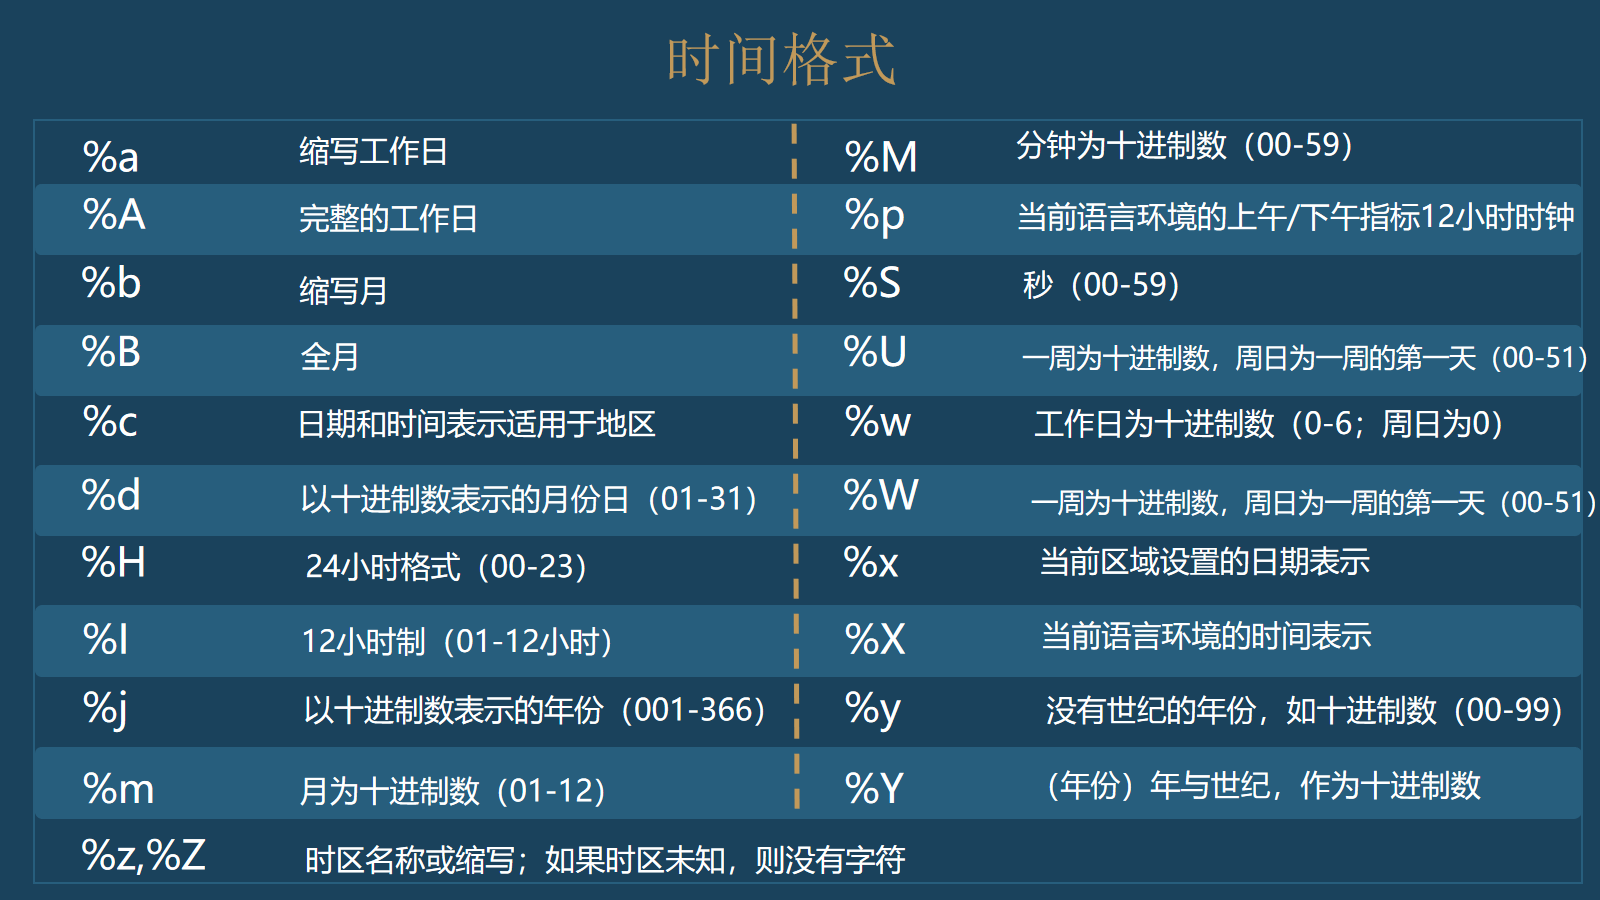 时间格式
%a 缩写工作日 %M 分钟为十进制数（00-59）
%A 完整的工作日 %p 当前语言环境的上午/下午指标12小时时钟
%b 缩写月 %S 秒（00-59）
%B 全月 %U 一周为十进制数，周日为一周的第一天（00-51）
%c 日期和时间表示适用于地区 %w 工作日为十进制数（0-6；周日为0）
%d 以十进制数表示的月份日（01-31） %W 一周为十进制数，周日为一周的第一天（00-51）
%H 24小时格式（00-23） %x 当前区域设置的日期表示
%I 12小时制（01-12小时） %X 当前语言环境的时间表示
%j 以十进制数表示的年份（001-366） %y 没有世纪的年份，如十进制数（00-99）
%m 月为十进制数（01-12） %Y （年份）年与世纪，作为十进制数
%z,%Z 时区名称或缩写；如果时区未知，则没有字符